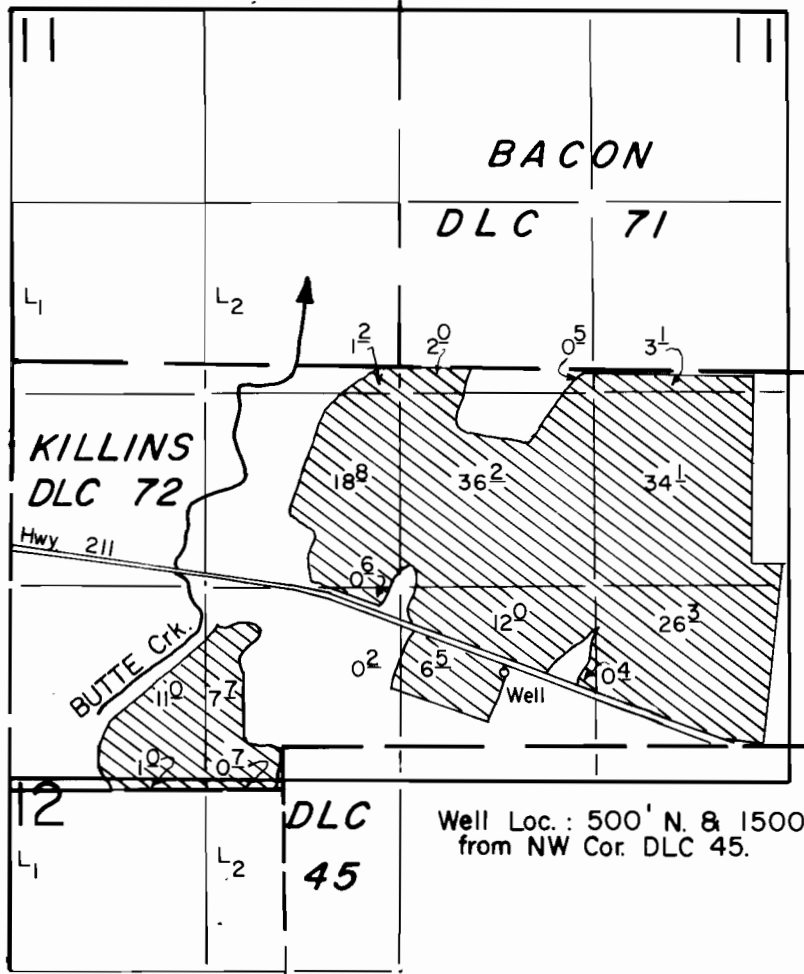 11 11
BACON
DLC 71
L1 L2
1.2 2.0 0.5 3.1
KILLINS
DLC 72
18.8 36.2 34.1
Hwy 211
0.6
12.0 26.3
BUTTE Crk.
0.2 6.5 0.4
Well
11.0 7.7
1.0 0.7
12
DLC
45
L1 L2
Well Loc.: 500' N. & 1500
from NW Cor. DLC 45.